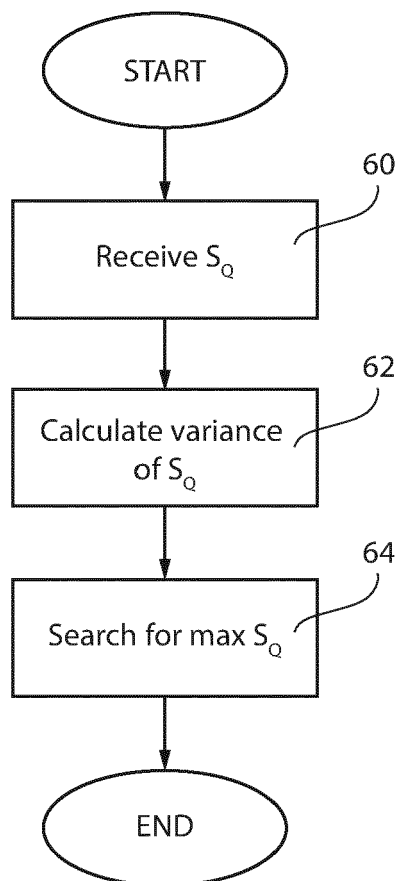 START
60
Receive S_Q
62
Calculate variance
of S_Q
64
Search for max S_Q
END